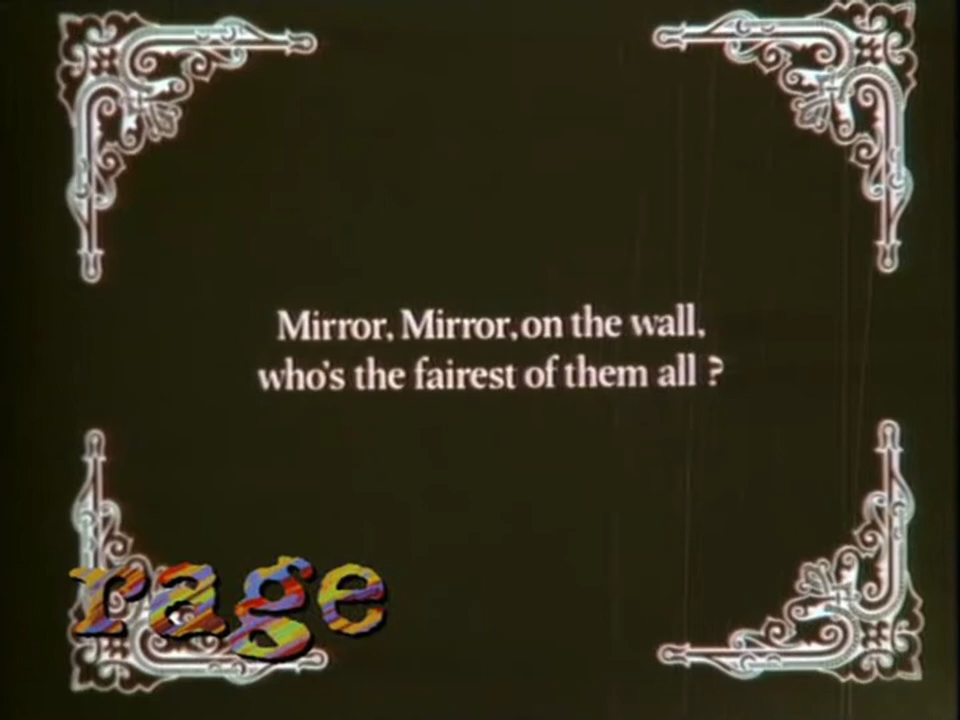 Mirror, Mirror,on the wall,
who's the fairest of them all ?
rage